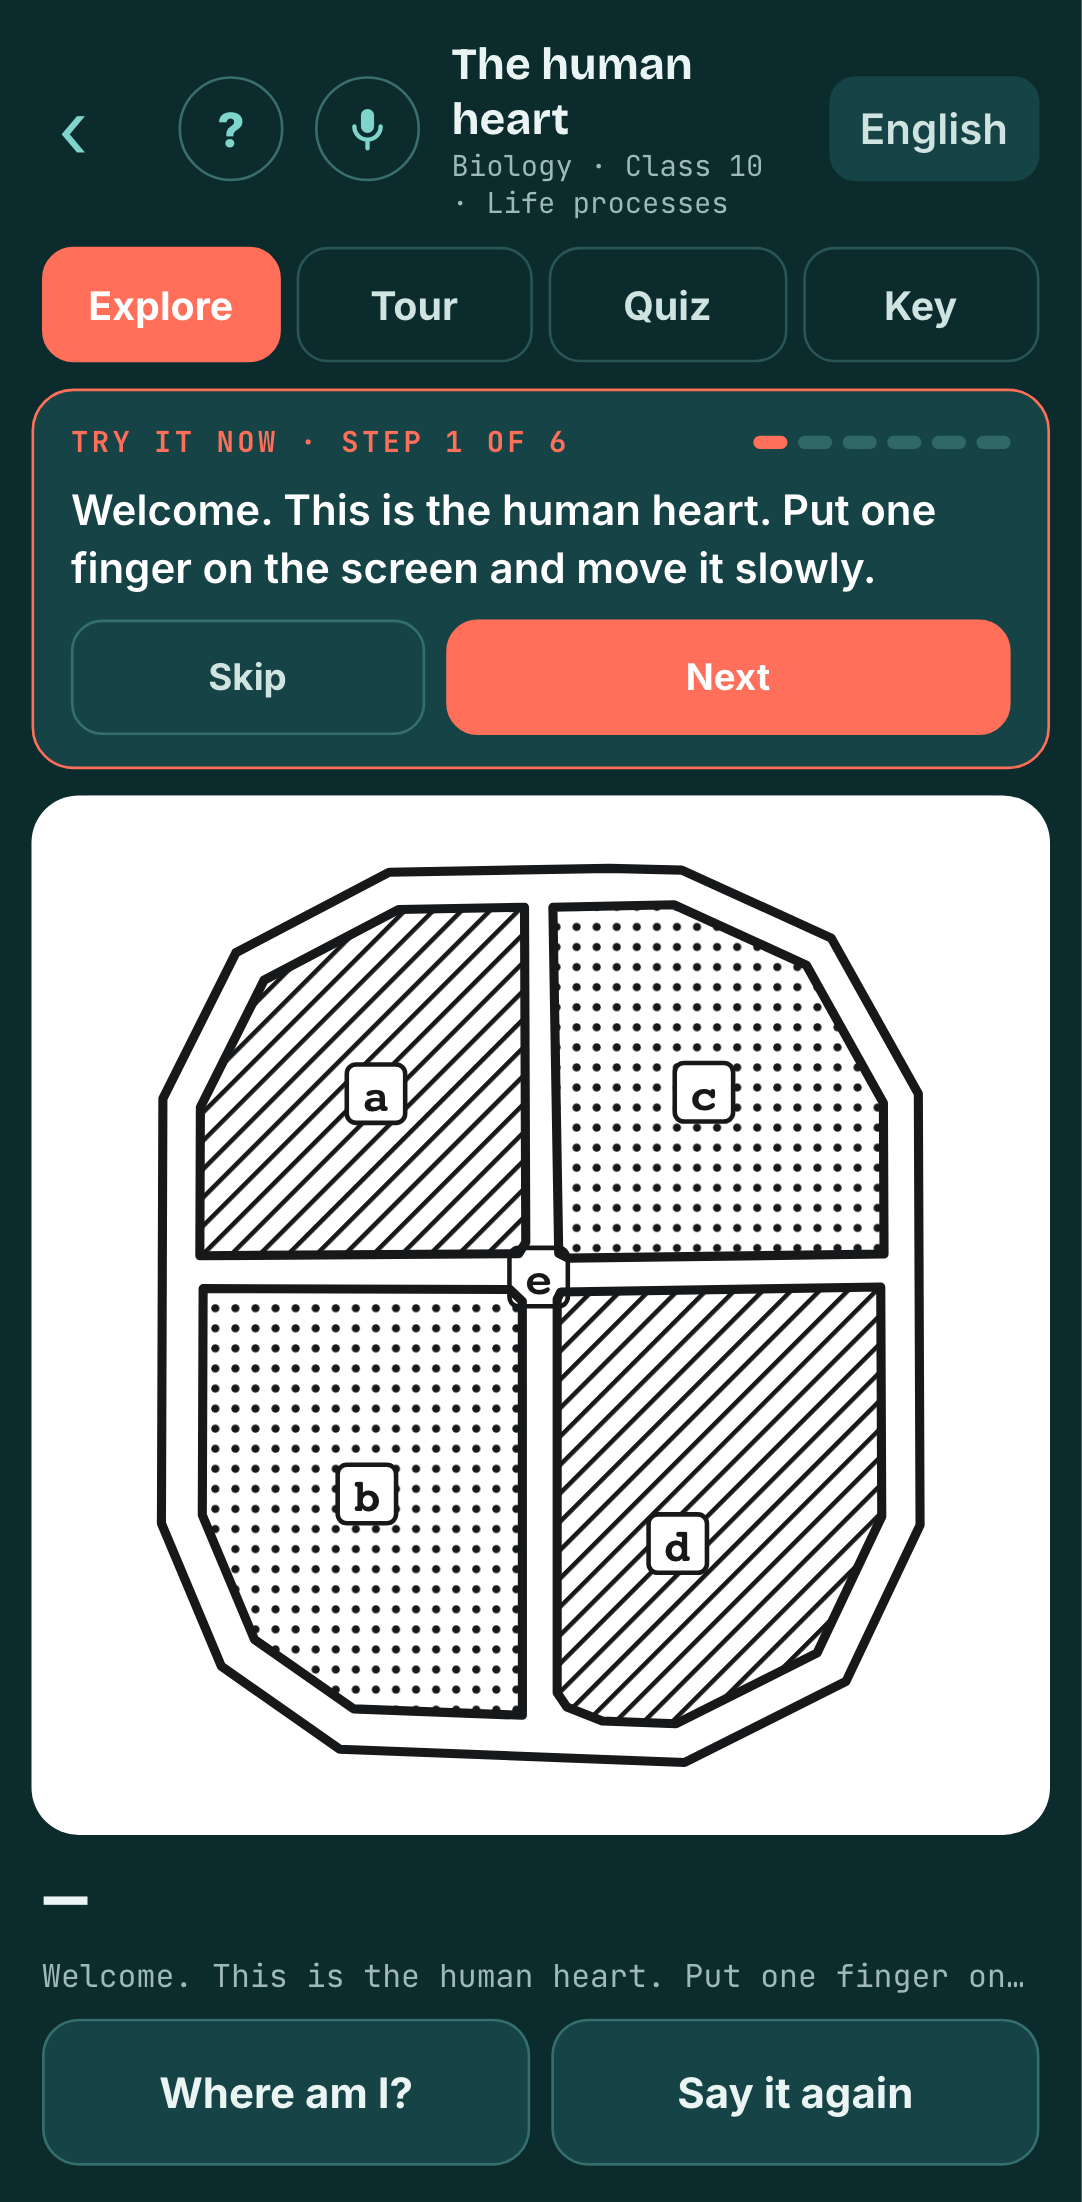 ‹
?
The human
heart
Biology · Class 10
· Life processes
English
Explore
Tour
Quiz
Key
TRY IT NOW · STEP 1 OF 6
Welcome. This is the human heart. Put one
finger on the screen and move it slowly.
Skip
Next
a
c
e
b
d
—
Welcome. This is the human heart. Put one finger on…
Where am I?
Say it again